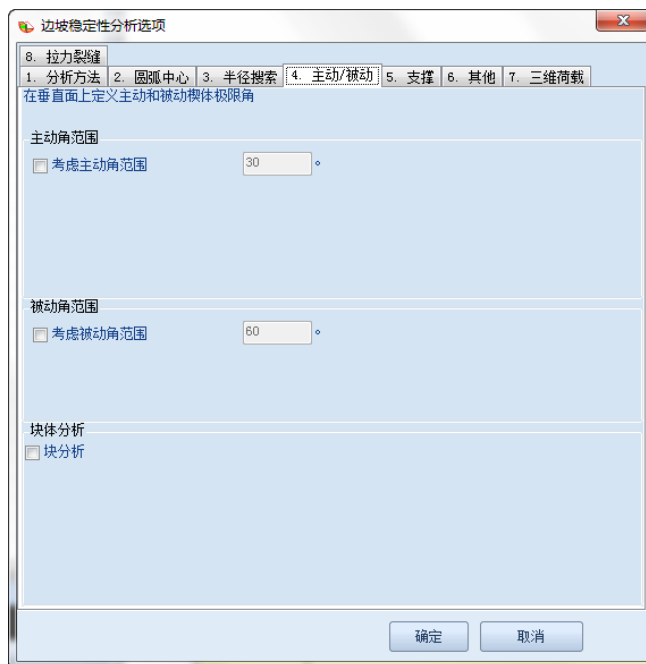 边坡稳定性分析选项
8. 拉力裂缝
1. 分析方法 2. 圆弧中心 3. 半径搜索 4. 主动/被动 5. 支撑 6. 其他 7. 三维荷载
在垂直面上定义主动和被动楔体极限角
主动角范围
考虑主动角范围 30 °
被动角范围
考虑被动角范围 60 °
块体分析
块分析
确定 取消